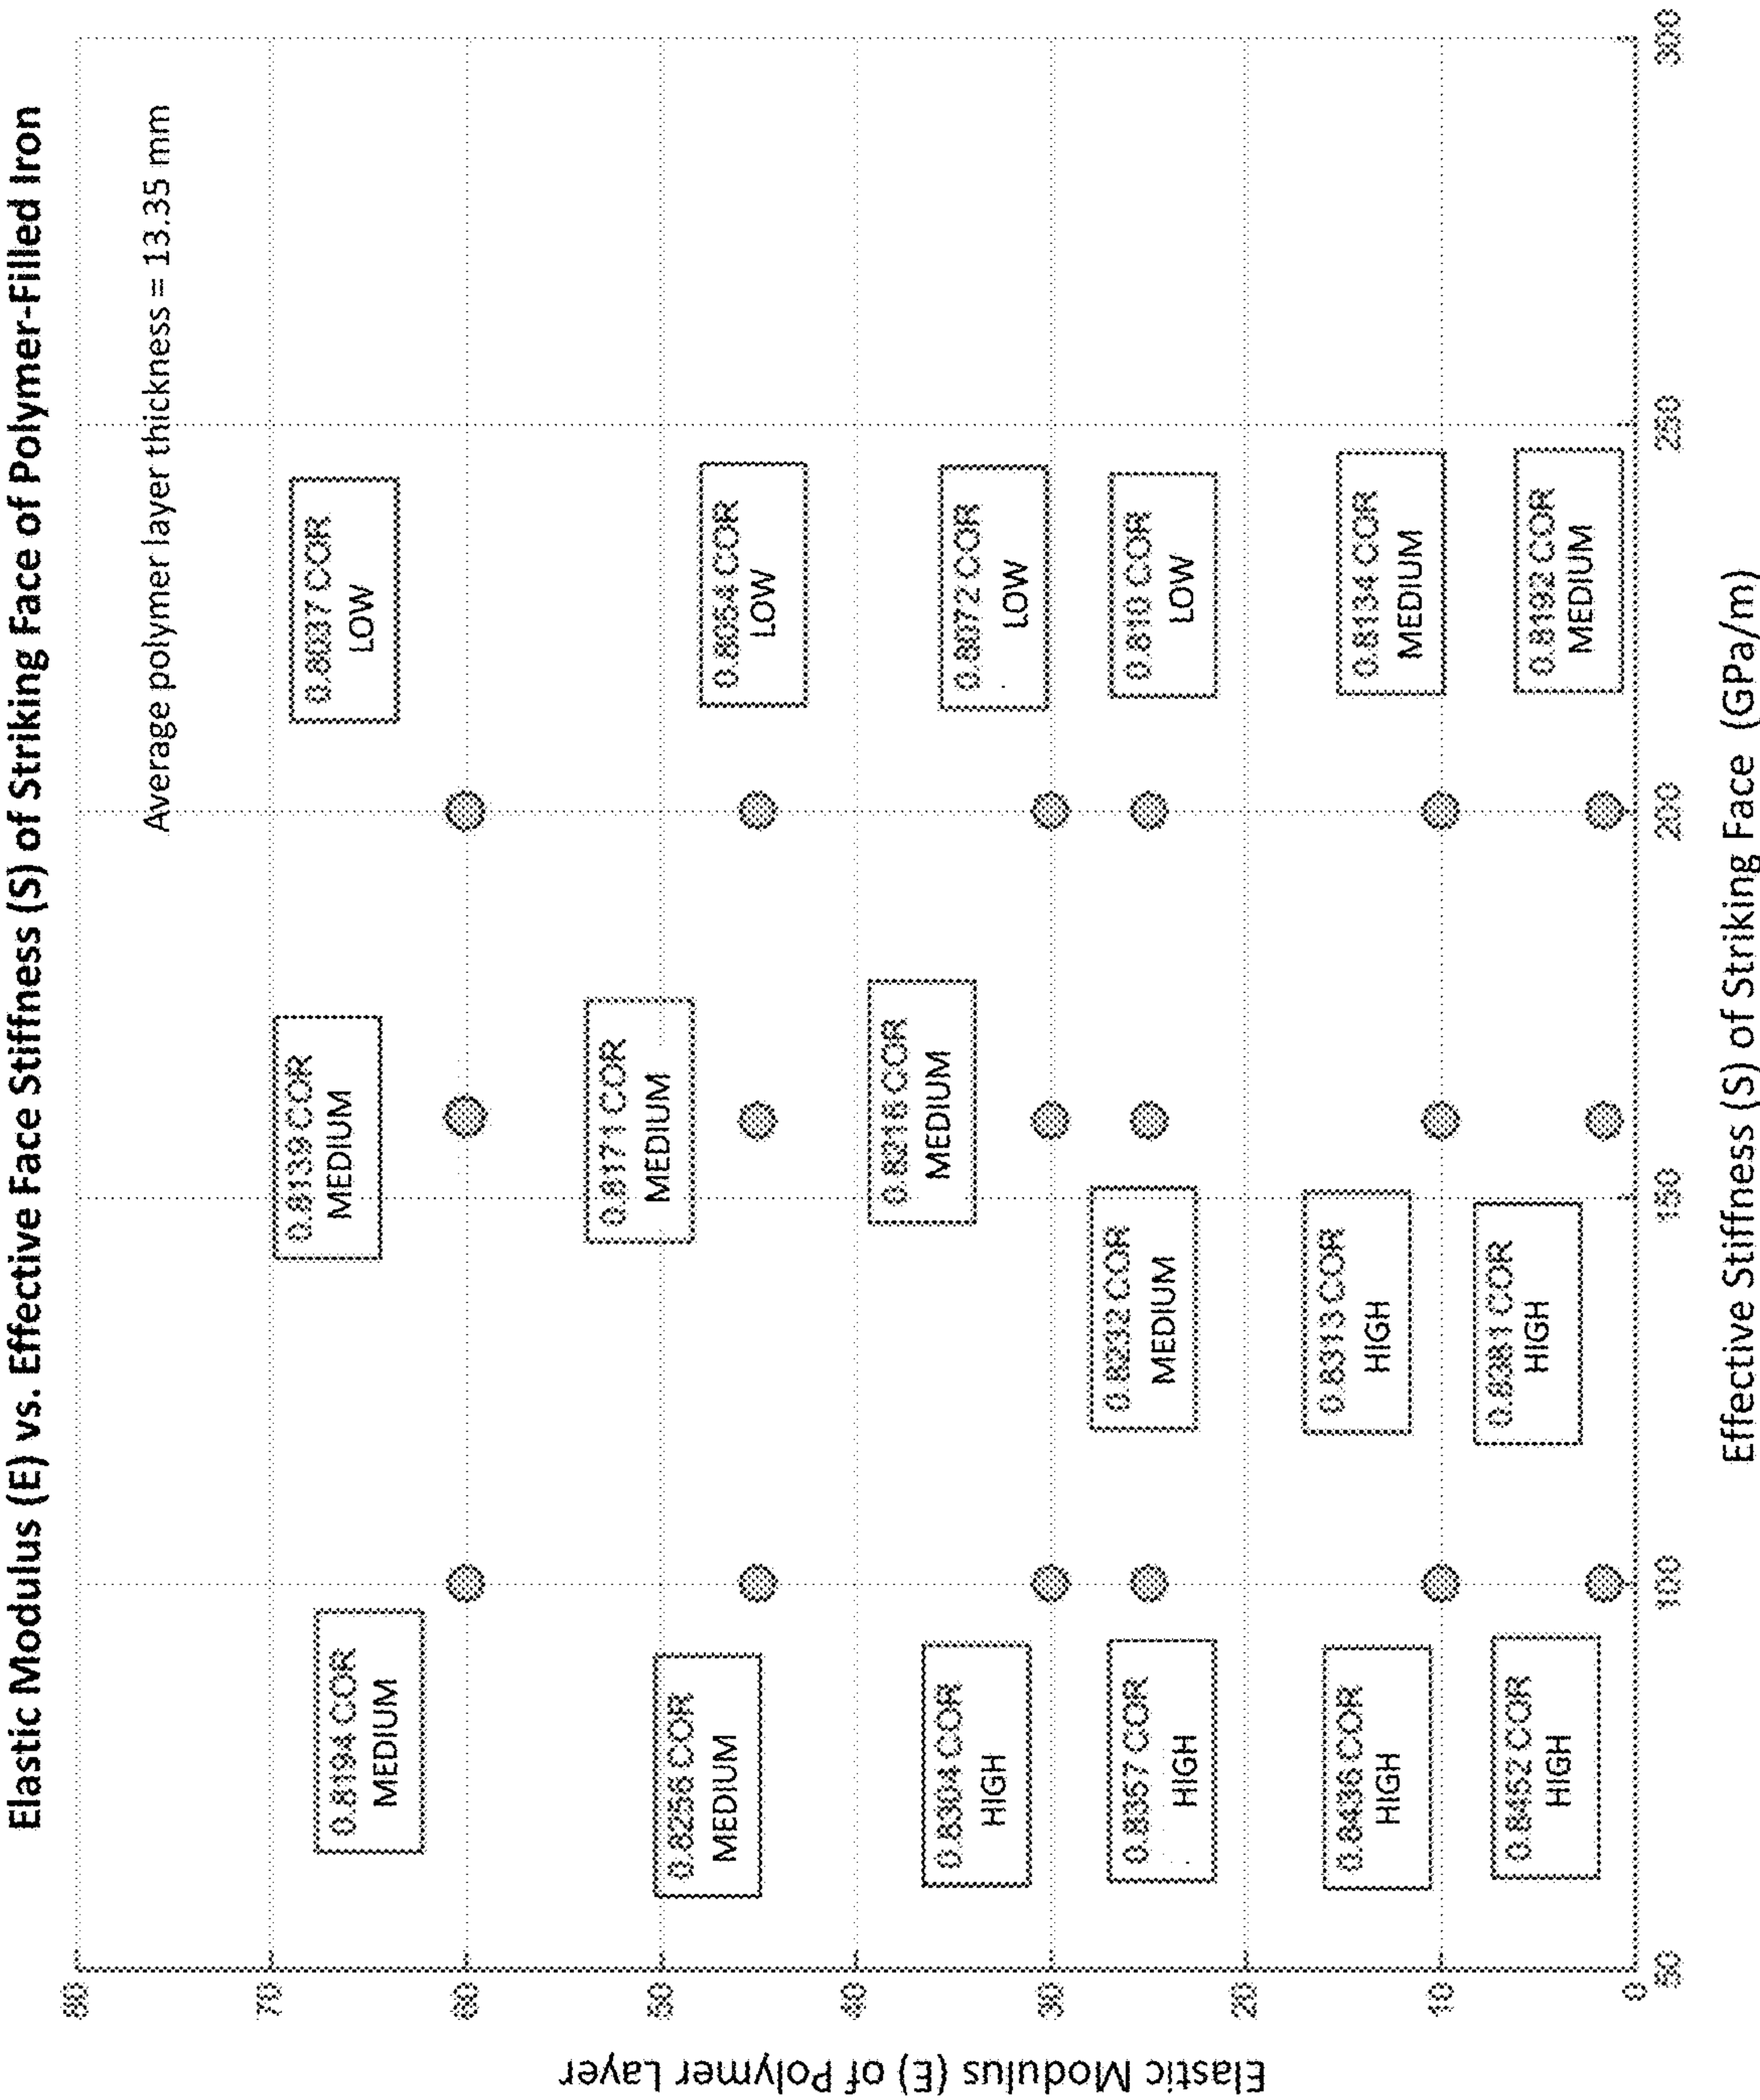 Elastic Modulus (E) vs. Effective Face Stiffness (S) of Striking Face of Polymer-Filled Iron
Average polymer layer thickness = 13.35 mm
Elastic Modulus (E) of Polymer Layer
80
70
60
50
40
30
20
10
0
0.8194 COR
MEDIUM
0.8139 COR
MEDIUM
0.8037 COR
LOW
0.8256 COR
MEDIUM
0.8171 COR
MEDIUM
0.8054 COR
LOW
0.8304 COR
HIGH
0.8216 COR
MEDIUM
0.8072 COR
LOW
0.8357 COR
HIGH
0.8232 COR
MEDIUM
0.810 COR
LOW
0.8436 COR
HIGH
0.8313 COR
HIGH
0.8134 COR
MEDIUM
0.8452 COR
HIGH
0.8381 COR
HIGH
0.8192 COR
MEDIUM
50
100
150
200
250
300
Effective Stiffness (S) of Striking Face (GPa/m)